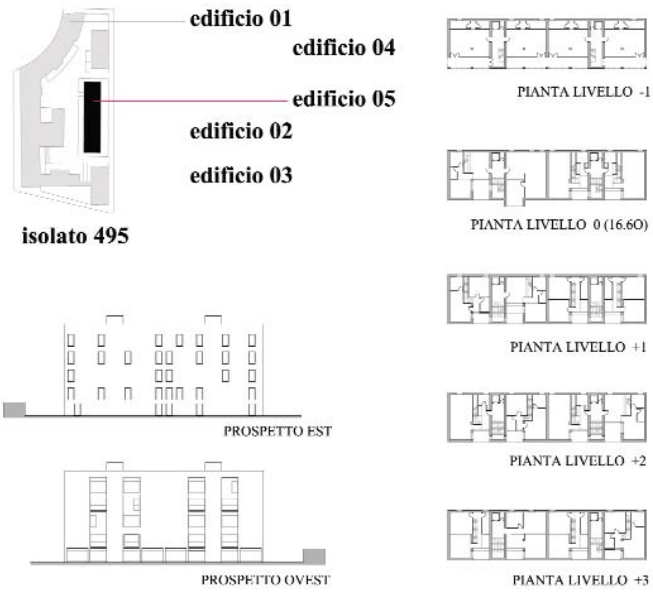 edificio 01
edificio 04
edificio 05
edificio 02
edificio 03
isolato 495
PROSPETTO EST
PROSPETTO OVEST
PIANTA LIVELLO -1
PIANTA LIVELLO 0 (16.60)
PIANTA LIVELLO +1
PIANTA LIVELLO +2
PIANTA LIVELLO +3